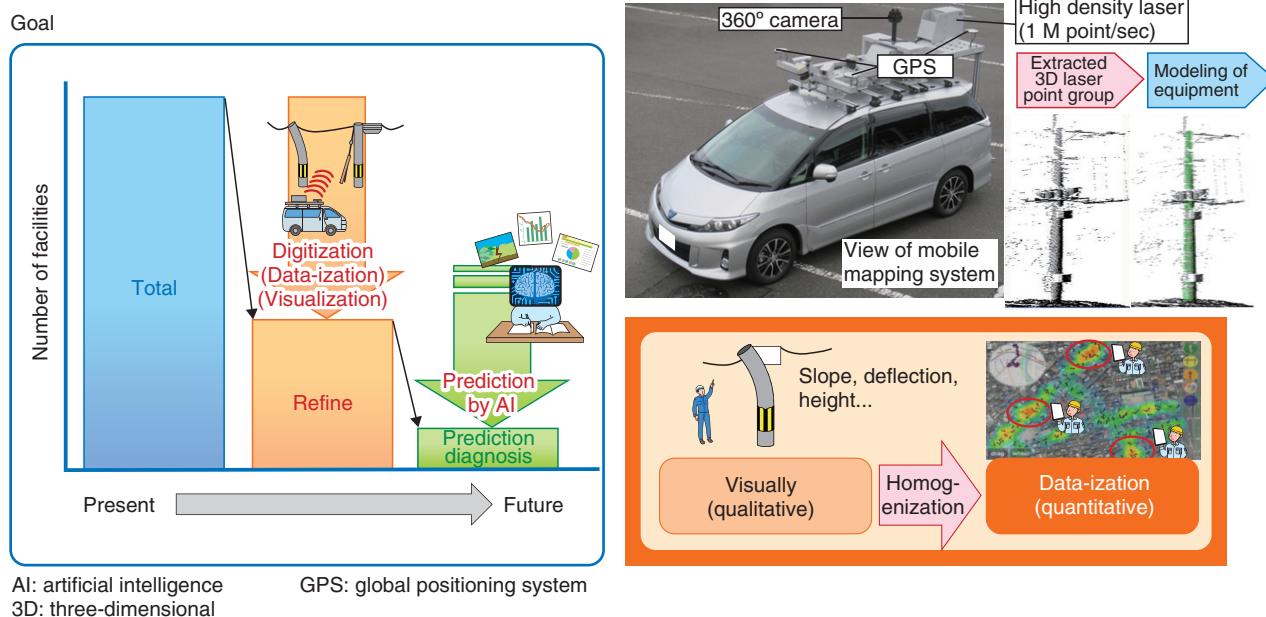 Goal
Number of facilities
Total
Digitization
(Data-ization)
(Visualization)
Refine
Prediction
by AI
Prediction
diagnosis
Present
Future
AI: artificial intelligence
GPS: global positioning system
3D: three-dimensional
360° camera
High density laser
(1 M point/sec)
GPS
View of mobile
mapping system
Extracted
3D laser
point group
Modeling of
equipment
Slope, deflection,
height...
Visually
(qualitative)
Homog-
enization
Data-ization
(quantitative)